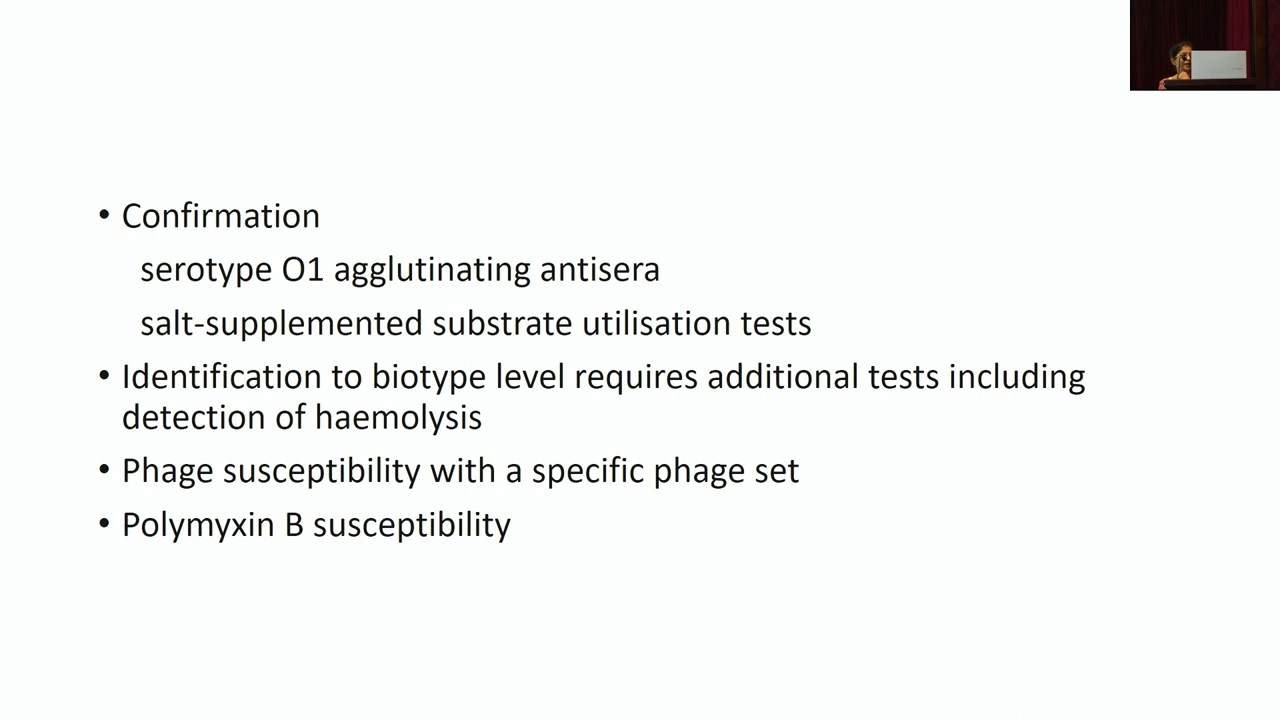 • Confirmation
serotype O1 agglutinating antisera
salt-supplemented substrate utilisation tests
• Identification to biotype level requires additional tests including
detection of haemolysis
• Phage susceptibility with a specific phage set
• Polymyxin B susceptibility